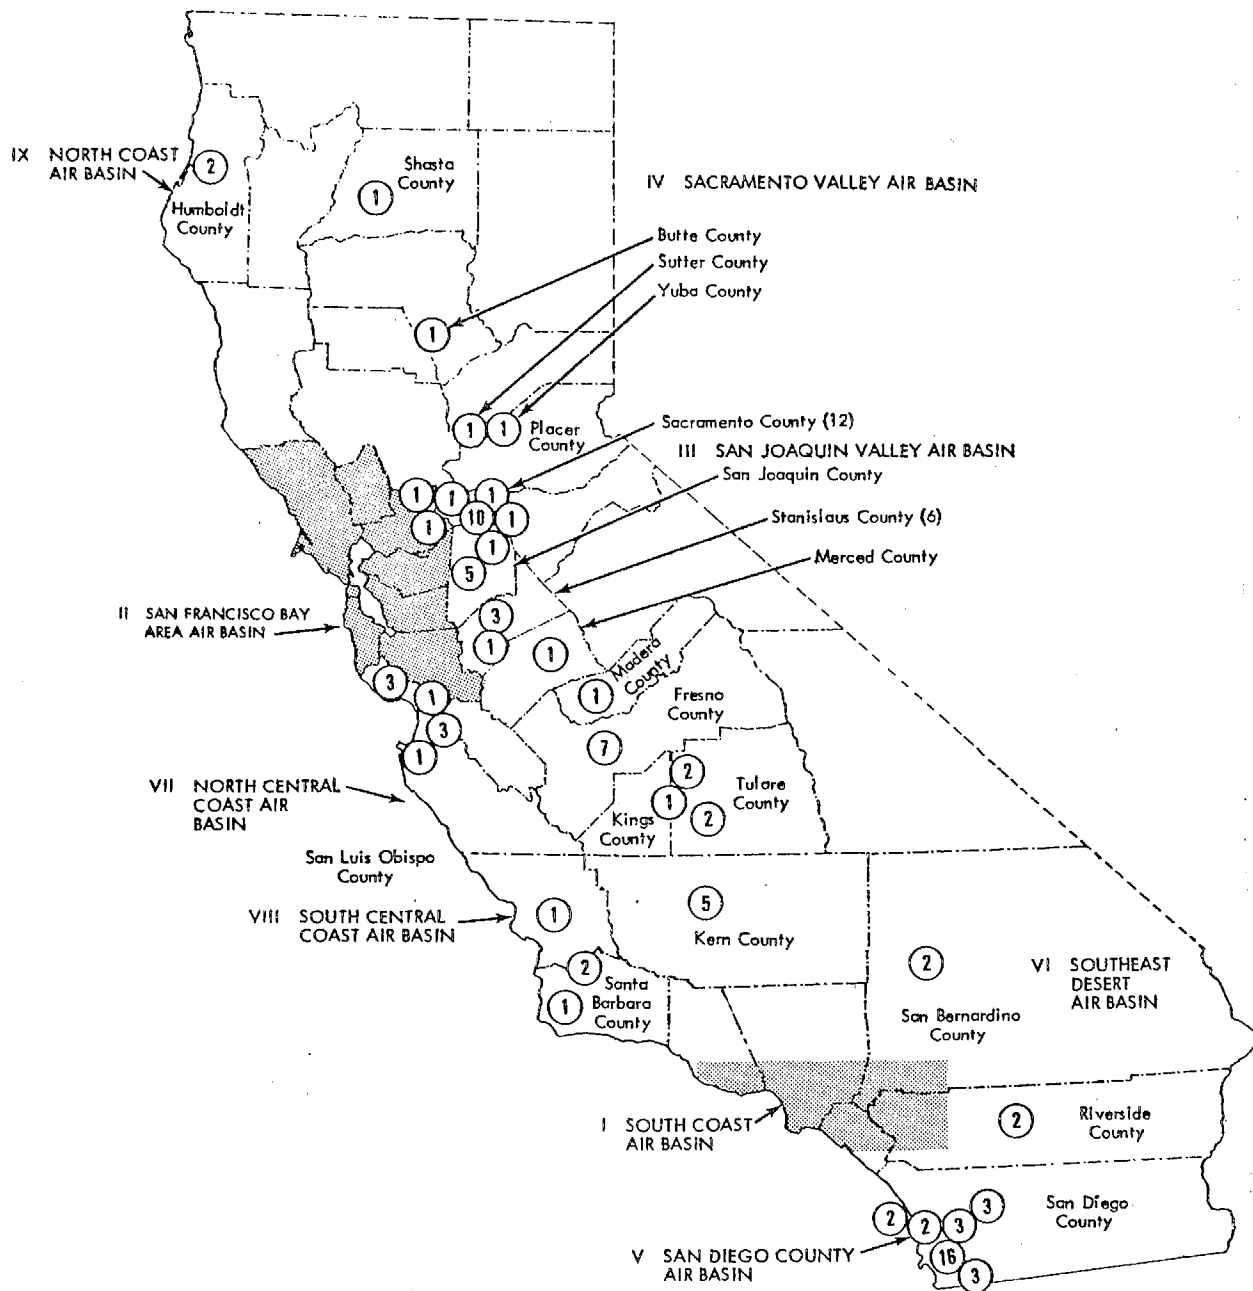 IX NORTH COAST
AIR BASIN
2
Humboldt
County
Shasta
County
1
IV SACRAMENTO VALLEY AIR BASIN
Butte County
Sutter County
Yuba County
1
1
1
Placer
County
Sacramento County (12)
III SAN JOAQUIN VALLEY AIR BASIN
San Joaquin County
Stanislaus County (6)
Merced County
1
1
1
1
10
1
1
5
3
1
1
II SAN FRANCISCO BAY
AREA AIR BASIN
3
1
3
1
Madera
County
1
Fresno
County
7
VII NORTH CENTRAL
COAST AIR
BASIN
2
1
2
Tulare
County
Kings
County
San Luis Obispo
County
VIII SOUTH CENTRAL
COAST AIR BASIN
1
5
Kern County
2
Santa
Barbara
County
1
2
VI SOUTHEAST
DESERT
AIR BASIN
San Bernardino
County
I SOUTH COAST
AIR BASIN
2
Riverside
County
San Diego
County
2
2
3
3
16
3
V SAN DIEGO COUNTY
AIR BASIN